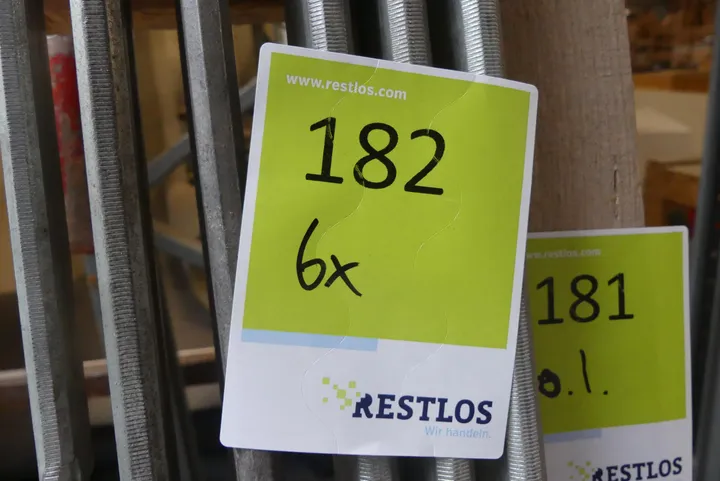 www.restlos.com
182
6x
RESTLOS
Wir handeln.
www.restlos.com
181
o.l.
RESTLOS